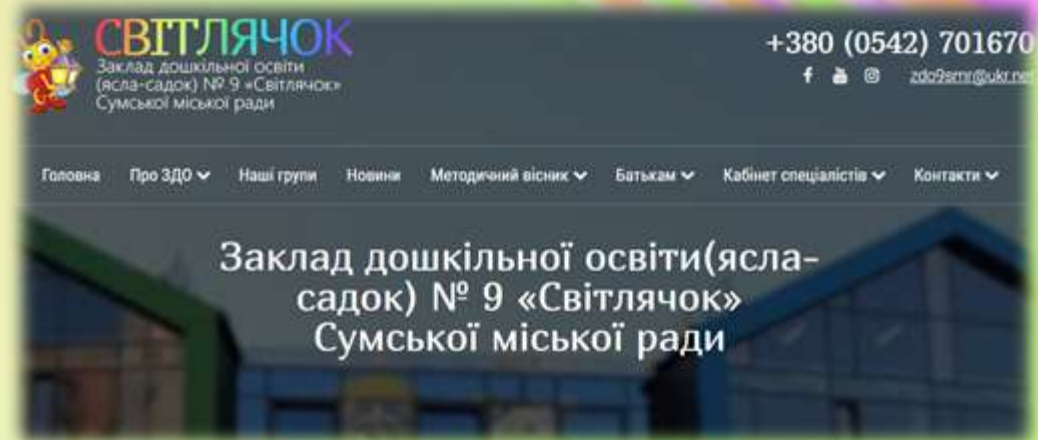 СВІТЛЯЧОК
Заклад дошкільної освіти
(ясла-садок) № 9 «Світлячок»
Сумської міської ради
+380 (0542) 701670
zdo9smr@ukr.net
Головна Про ЗДО Наші групи Новини Методичний вісник Батькам Кабінет спеціалістів Контакти
Заклад дошкільної освіти(ясла-
садок) № 9 «Світлячок»
Сумської міської ради